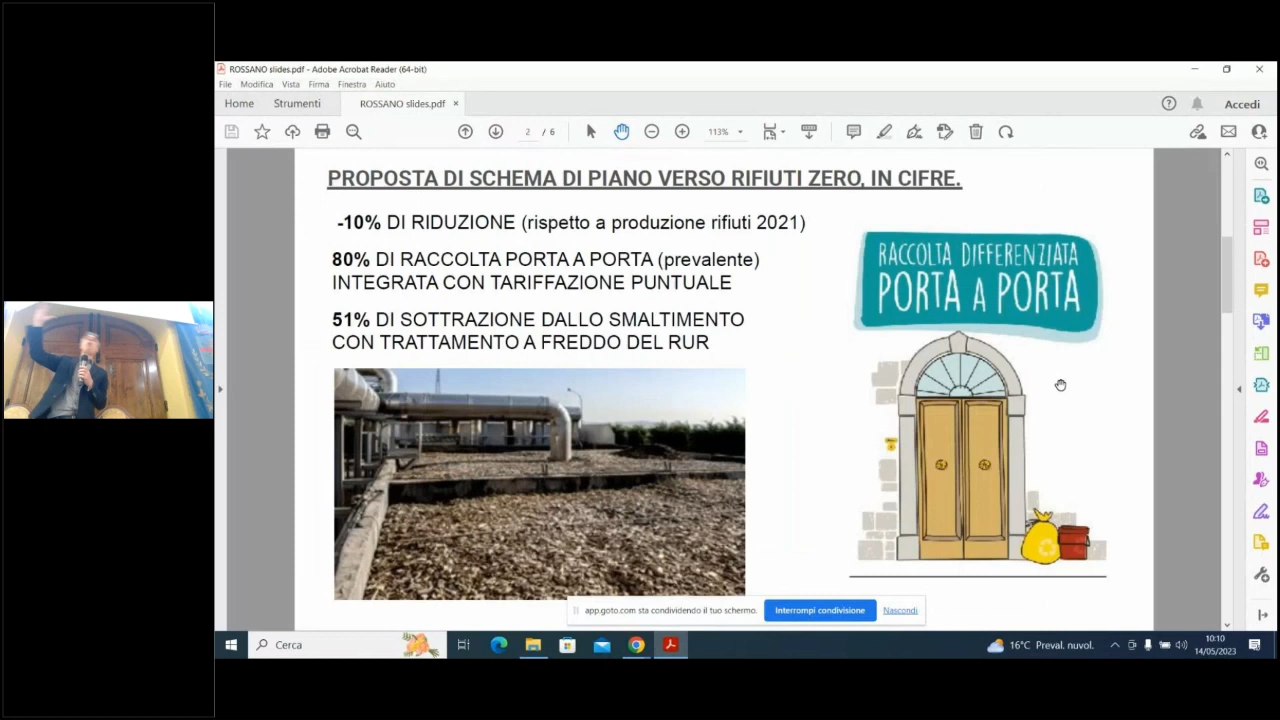 ROSSANO slides.pdf - Adobe Acrobat Reader (64-bit)
File Modifica Vista Firma Finestra Aiuto
Home Strumenti ROSSANO slides.pdf × Accedi
2 / 6 113%
PROPOSTA DI SCHEMA DI PIANO VERSO RIFIUTI ZERO, IN CIFRE.
-10% DI RIDUZIONE (rispetto a produzione rifiuti 2021)
80% DI RACCOLTA PORTA A PORTA (prevalente)
INTEGRATA CON TARIFFAZIONE PUNTUALE
51% DI SOTTRAZIONE DALLO SMALTIMENTO
CON TRATTAMENTO A FREDDO DEL RUR
RACCOLTA DIFFERENZIATA
PORTA A PORTA
app.goto.com sta condividendo il tuo schermo. Interrompi condivisione Nascondi
Cerca
16°C Preval. nuvol.
10:10
14/05/2023